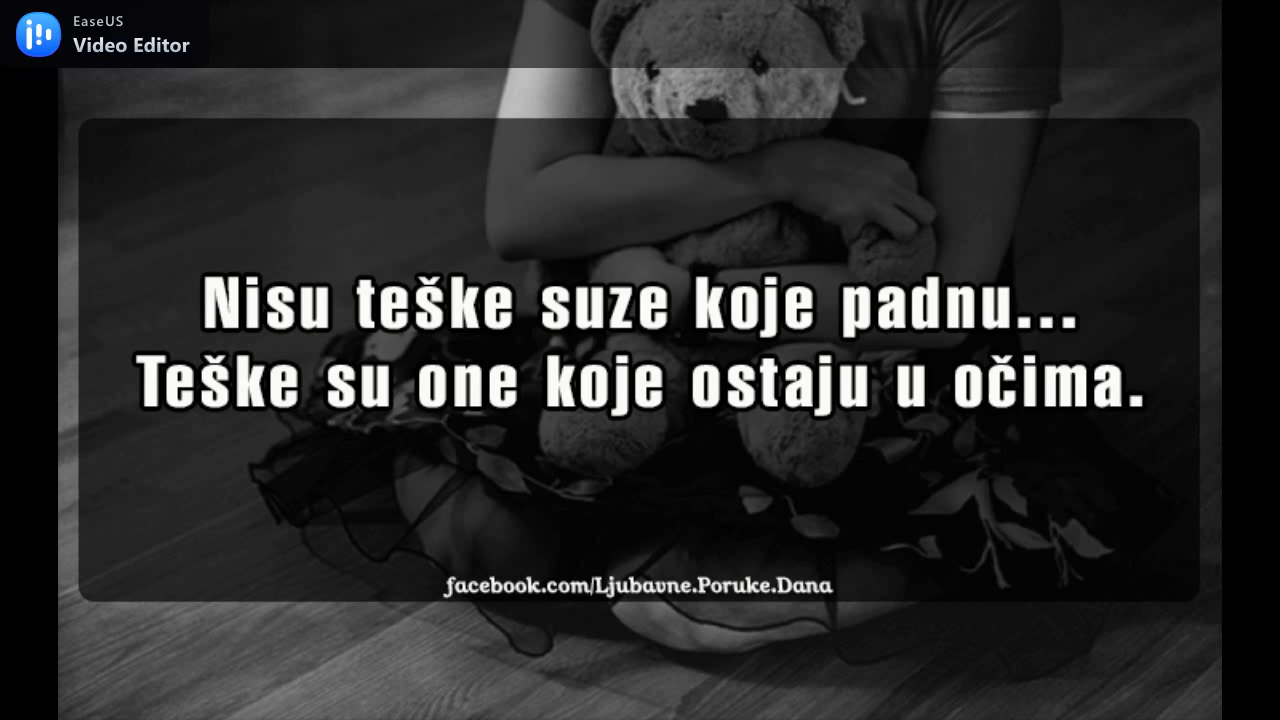 EaseUS
Video Editor
Nisu teške suze koje padnu...
Teške su one koje ostaju u očima.
facebook.com/Ljubavne.Poruke.Dana